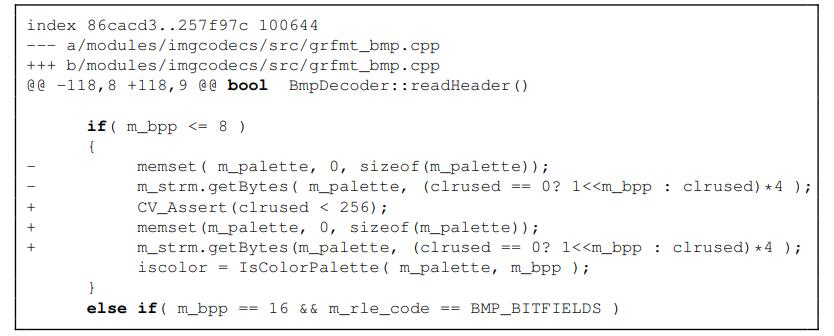 index 86cacd3..257f97c 100644
--- a/modules/imgcodecs/src/grfmt_bmp.cpp
+++ b/modules/imgcodecs/src/grfmt_bmp.cpp
@@ -118,8 +118,9 @@ bool  BmpDecoder::readHeader()

      if( m_bpp <= 8 )
      {
-          memset( m_palette, 0, sizeof(m_palette));
-          m_strm.getBytes( m_palette, (clrused == 0? 1<<m_bpp : clrused)*4 );
+          CV_Assert(clrused < 256);
+          memset(m_palette, 0, sizeof(m_palette));
+          m_strm.getBytes(m_palette, (clrused == 0? 1<<m_bpp : clrused)*4 );
           iscolor = IsColorPalette( m_palette, m_bpp );
      }
      else if( m_bpp == 16 && m_rle_code == BMP_BITFIELDS )